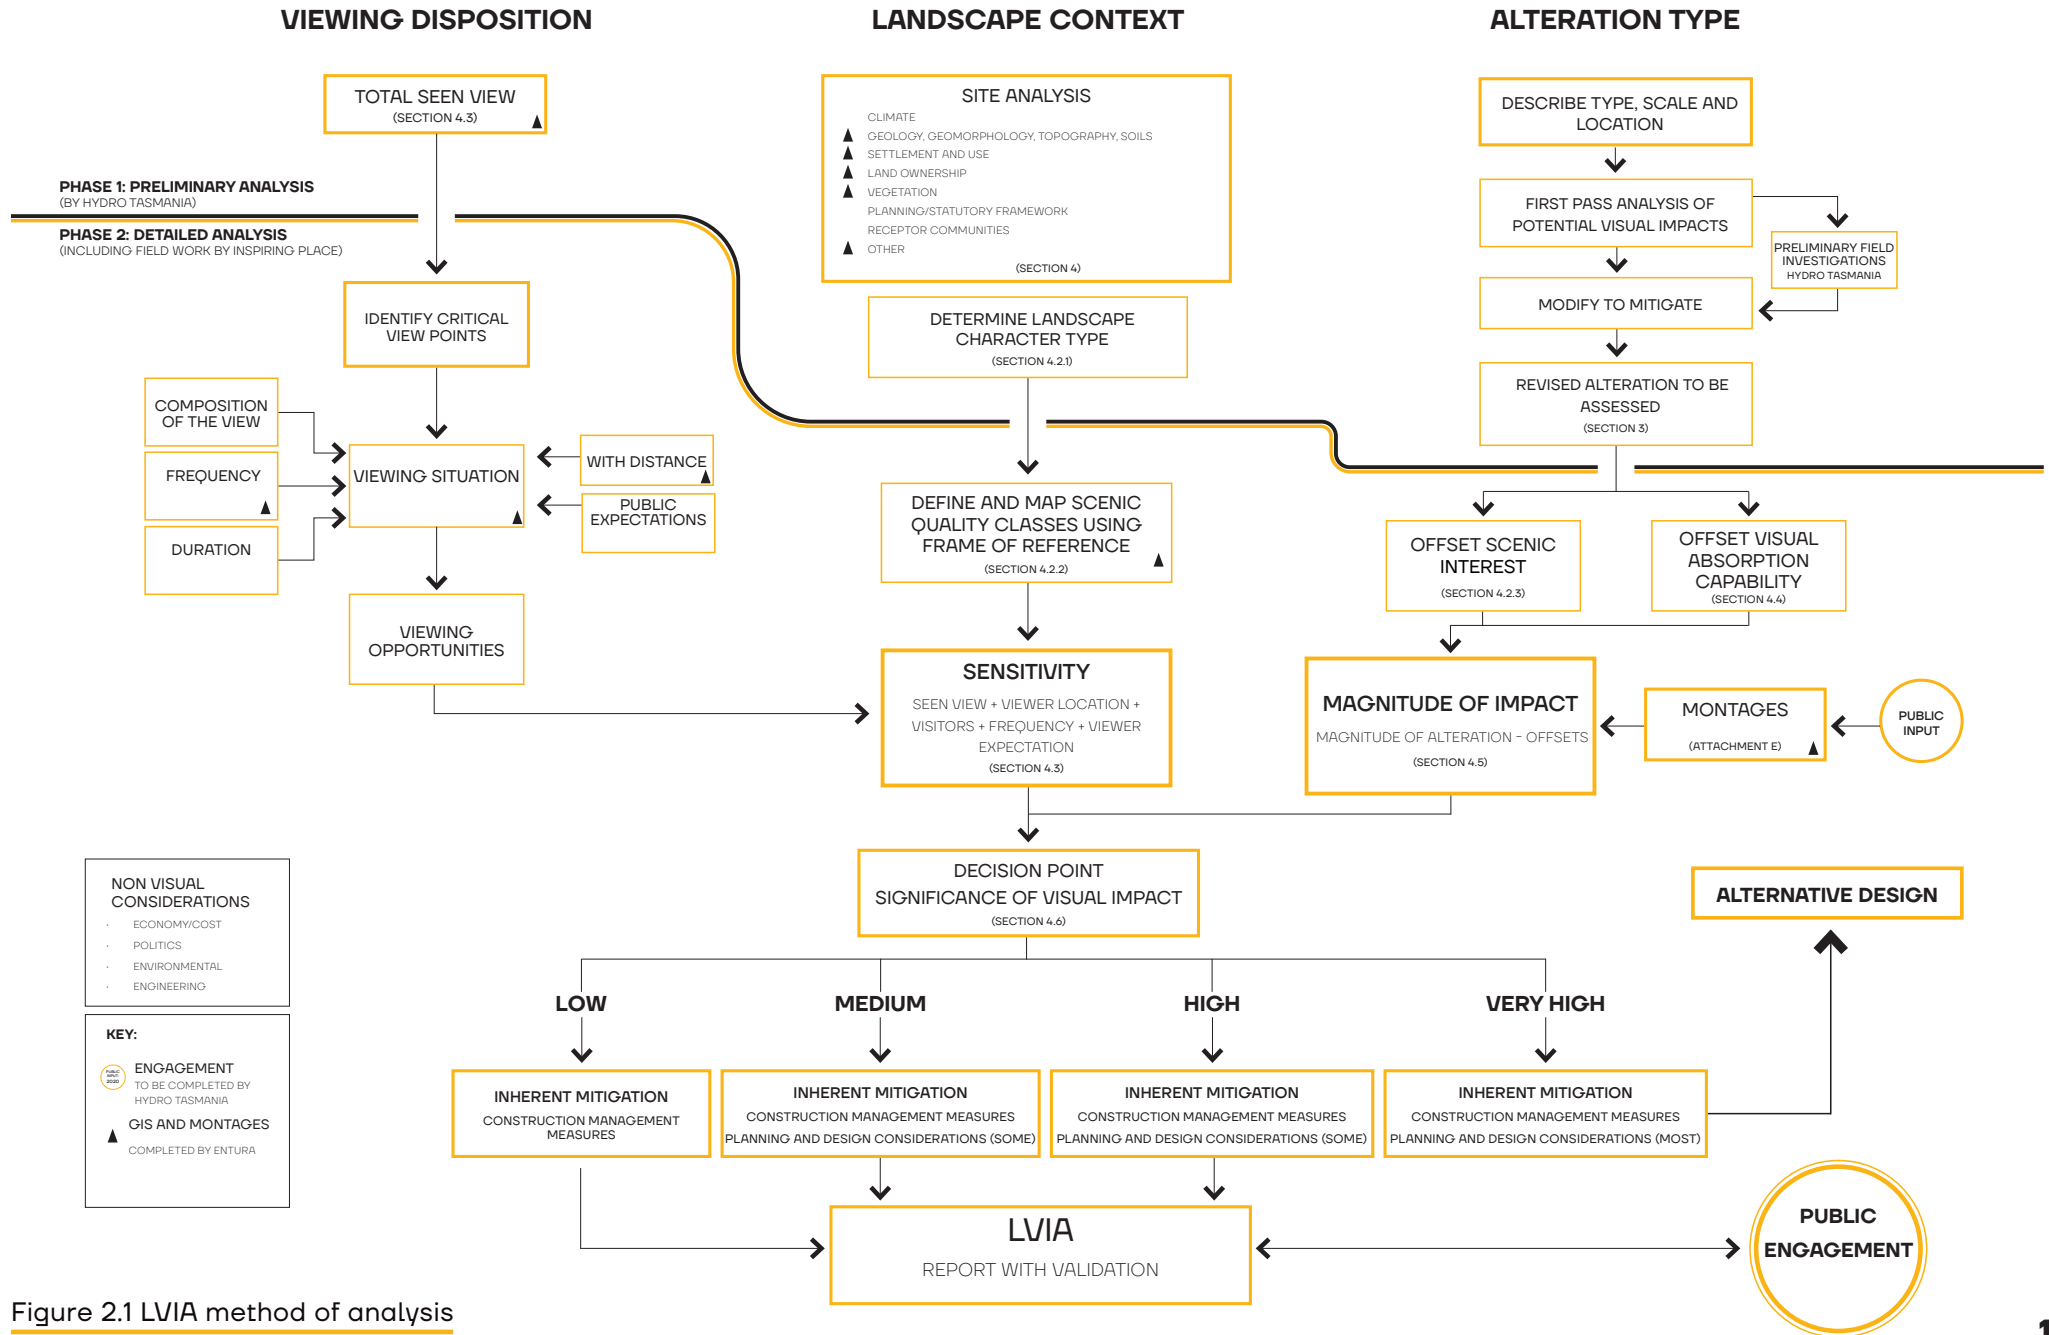 VIEWING DISPOSITION
LANDSCAPE CONTEXT
ALTERATION TYPE
TOTAL SEEN VIEW
(SECTION 4.3)
PHASE 1: PRELIMINARY ANALYSIS
(BY HYDRO TASMANIA)
PHASE 2: DETAILED ANALYSIS
(INCLUDING FIELD WORK BY INSPIRING PLACE)
IDENTIFY CRITICAL
VIEW POINTS
COMPOSITION
OF THE VIEW
FREQUENCY
DURATION
VIEWING SITUATION
WITH DISTANCE
PUBLIC
EXPECTATIONS
VIEWING
OPPORTUNITIES
SITE ANALYSIS
CLIMATE
GEOLOGY, GEOMORPHOLOGY, TOPOGRAPHY, SOILS
SETTLEMENT AND USE
LAND OWNERSHIP
VEGETATION
PLANNING/STATUTORY FRAMEWORK
RECEPTOR COMMUNITIES
OTHER
(SECTION 4)
DETERMINE LANDSCAPE
CHARACTER TYPE
(SECTION 4.2.1)
DEFINE AND MAP SCENIC
QUALITY CLASSES USING
FRAME OF REFERENCE
(SECTION 4.2.2)
SENSITIVITY
SEEN VIEW + VIEWER LOCATION +
VISITORS + FREQUENCY + VIEWER
EXPECTATION
(SECTION 4.3)
DESCRIBE TYPE, SCALE AND
LOCATION
FIRST PASS ANALYSIS OF
POTENTIAL VISUAL IMPACTS
PRELIMINARY FIELD
INVESTIGATIONS
HYDRO TASMANIA
MODIFY TO MITIGATE
REVISED ALTERATION TO BE
ASSESSED
(SECTION 3)
OFFSET SCENIC
INTEREST
(SECTION 4.2.3)
OFFSET VISUAL
ABSORPTION
CAPABILITY
(SECTION 4.4)
MAGNITUDE OF IMPACT
MAGNITUDE OF ALTERATION - OFFSETS
(SECTION 4.5)
MONTAGES
(ATTACHMENT E)
PUBLIC
INPUT
DECISION POINT
SIGNIFICANCE OF VISUAL IMPACT
(SECTION 4.6)
ALTERNATIVE DESIGN
NON VISUAL
CONSIDERATIONS
· ECONOMY/COST
· POLITICS
· ENVIRONMENTAL
· ENGINEERING
KEY:
PUBLIC
INPUT
2020
ENGAGEMENT
TO BE COMPLETED BY
HYDRO TASMANIA
GIS AND MONTAGES
COMPLETED BY ENTURA
LOW
MEDIUM
HIGH
VERY HIGH
INHERENT MITIGATION
CONSTRUCTION MANAGEMENT
MEASURES
INHERENT MITIGATION
CONSTRUCTION MANAGEMENT MEASURES
PLANNING AND DESIGN CONSIDERATIONS (SOME)
INHERENT MITIGATION
CONSTRUCTION MANAGEMENT MEASURES
PLANNING AND DESIGN CONSIDERATIONS (SOME)
INHERENT MITIGATION
CONSTRUCTION MANAGEMENT MEASURES
PLANNING AND DESIGN CONSIDERATIONS (MOST)
LVIA
REPORT WITH VALIDATION
PUBLIC
ENGAGEMENT
Figure 2.1 LVIA method of analysis